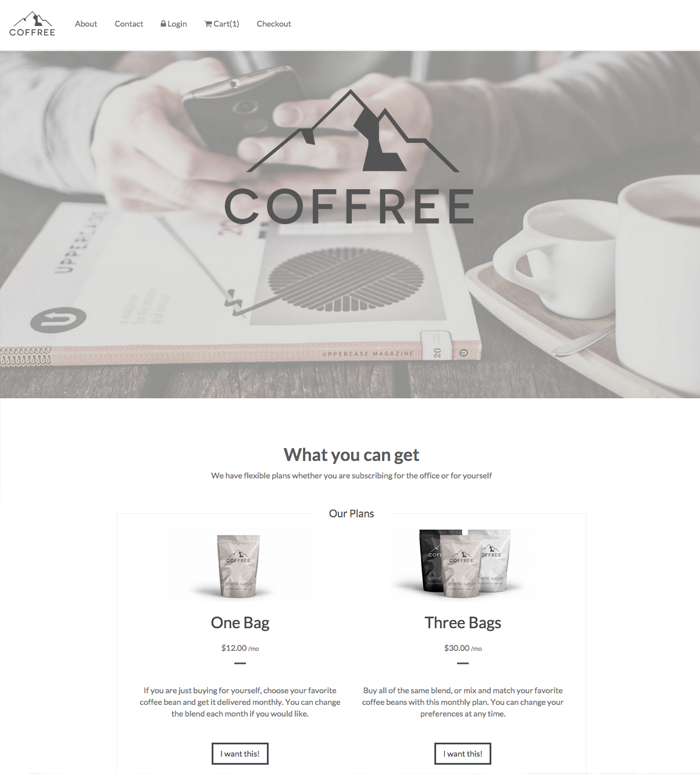 COFFREE
About
Contact
Login
Cart(1)
Checkout
COFFREE
UPPERCASE
20
UPPERCASE MAGAZINE
20
What you can get
We have flexible plans whether you are subscribing for the office or for yourself
Our Plans
COFFREE
COFFREE
One Bag
Three Bags
$12.00 /mo
$30.00 /mo
If you are just buying for yourself, choose your favorite
coffee bean and get it delivered monthly. You can change
the blend each month if you would like.
Buy all of the same blend, or mix and match your favorite
coffee beans with this monthly plan. You can change your
preferences at any time.
I want this!
I want this!